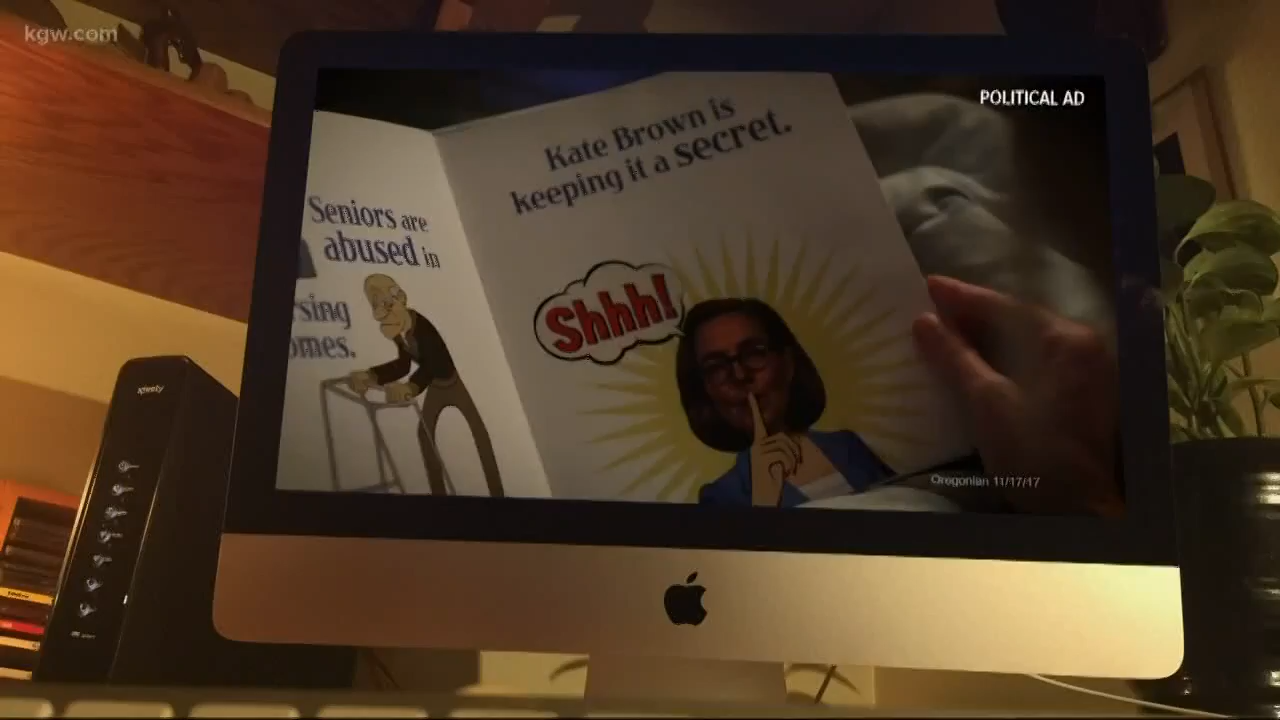 kgw.com
POLITICAL AD
Seniors are
abused in
rsing
omes.
Kate Brown is
keeping it a secret.
Shhh!
Oregonian 11/17/17